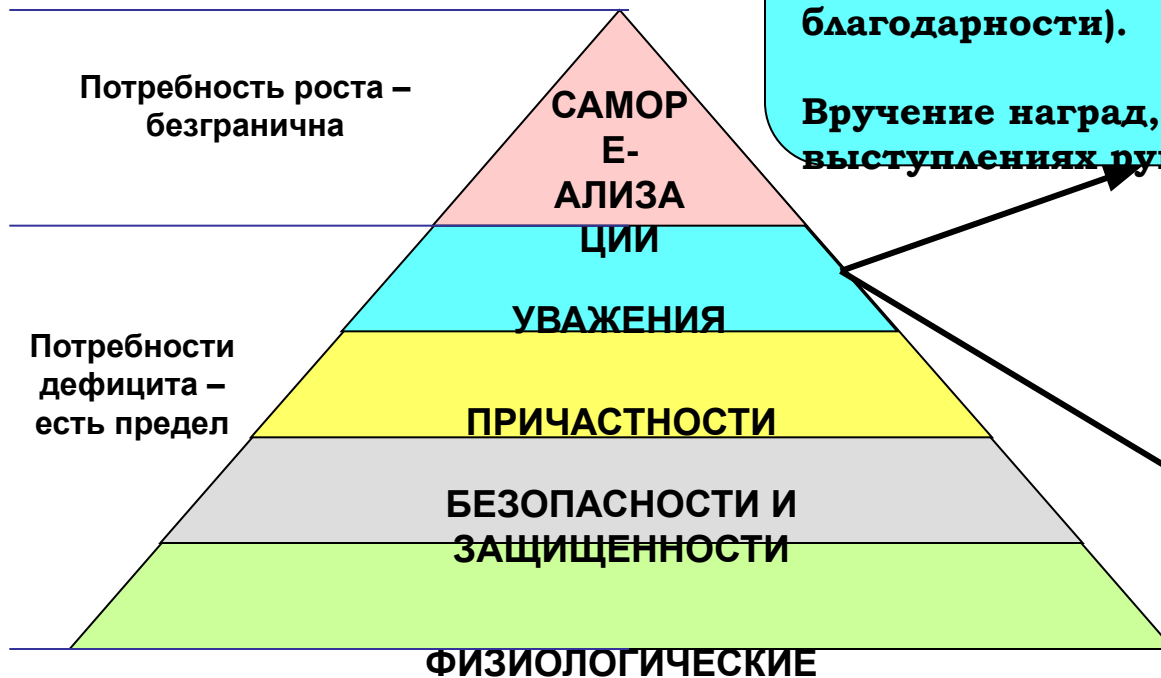 благодарности).
Вручение наград,
выступлениях
Потребность роста –
безгранична
САМОР
Е-
АЛИЗА
ЦИИ
УВАЖЕНИЯ
Потребности
дефицита –
есть предел
ПРИЧАСТНОСТИ
БЕЗОПАСНОСТИ И
ЗАЩИЩЕННОСТИ
ФИЗИОЛОГИЧЕСКИЕ